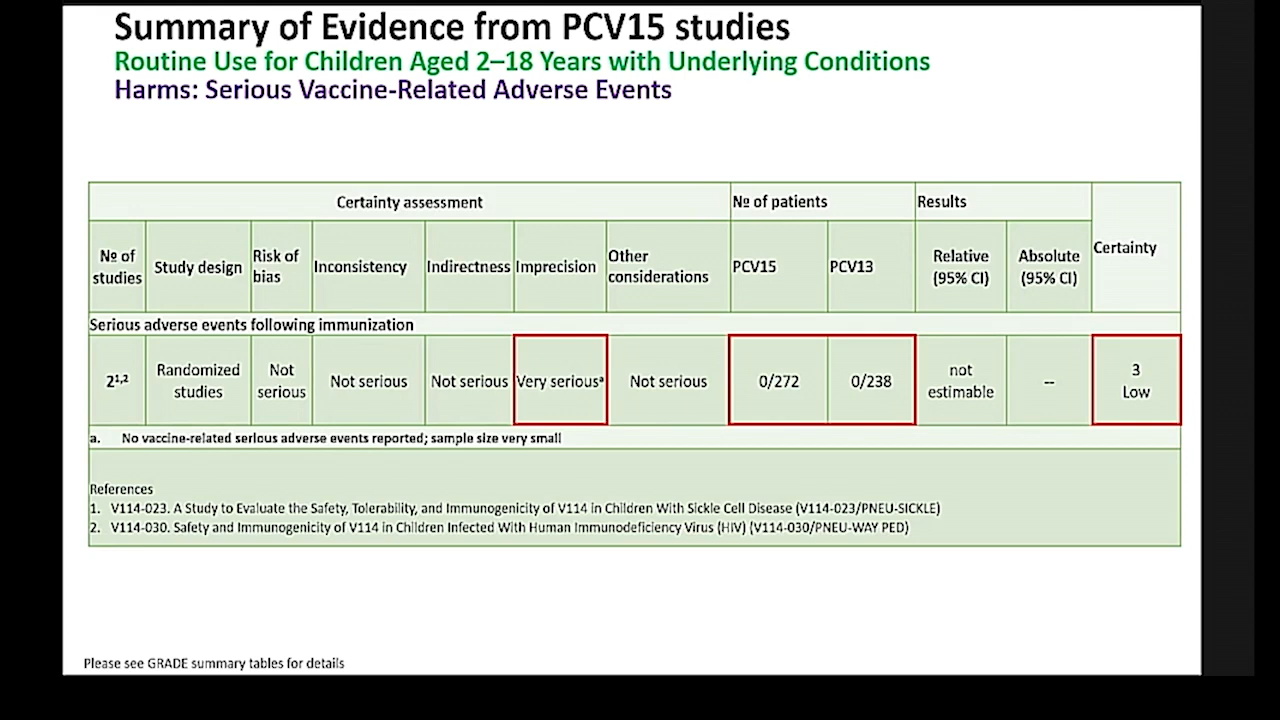 Summary of Evidence from PCV15 studies
Routine Use for Children Aged 2–18 Years with Underlying Conditions
Harms: Serious Vaccine-Related Adverse Events
Certainty assessment
№ of patients
Results
Certainty
№ of
studies
Study design
Risk of
bias
Inconsistency
Indirectness
Imprecision
Other
considerations
PCV15
PCV13
Relative
(95% CI)
Absolute
(95% CI)
Serious adverse events following immunization
2¹,²
Randomized
studies
Not
serious
Not serious
Not serious
Very seriousᵃ
Not serious
0/272
0/238
not
estimable
--
3
Low
a. No vaccine-related serious adverse events reported; sample size very small
References
1. V114-023. A Study to Evaluate the Safety, Tolerability, and Immunogenicity of V114 in Children With Sickle Cell Disease (V114-023/PNEU-SICKLE)
2. V114-030. Safety and Immunogenicity of V114 in Children Infected With Human Immunodeficiency Virus (HIV) (V114-030/PNEU-WAY PED)
Please see GRADE summary tables for details